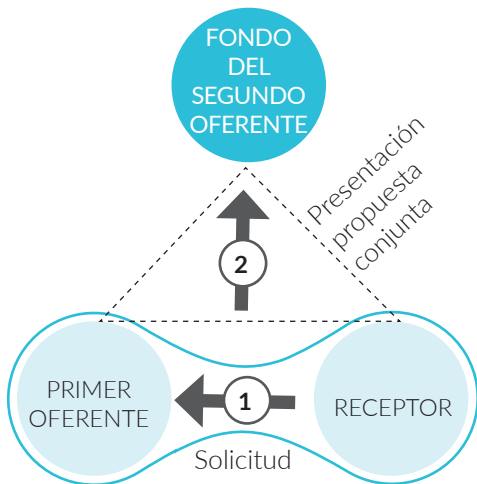 FONDO
DEL
SEGUNDO
OFERENTE
Presentación
propuesta
conjunta
2
PRIMER
OFERENTE
1
RECEPTOR
Solicitud